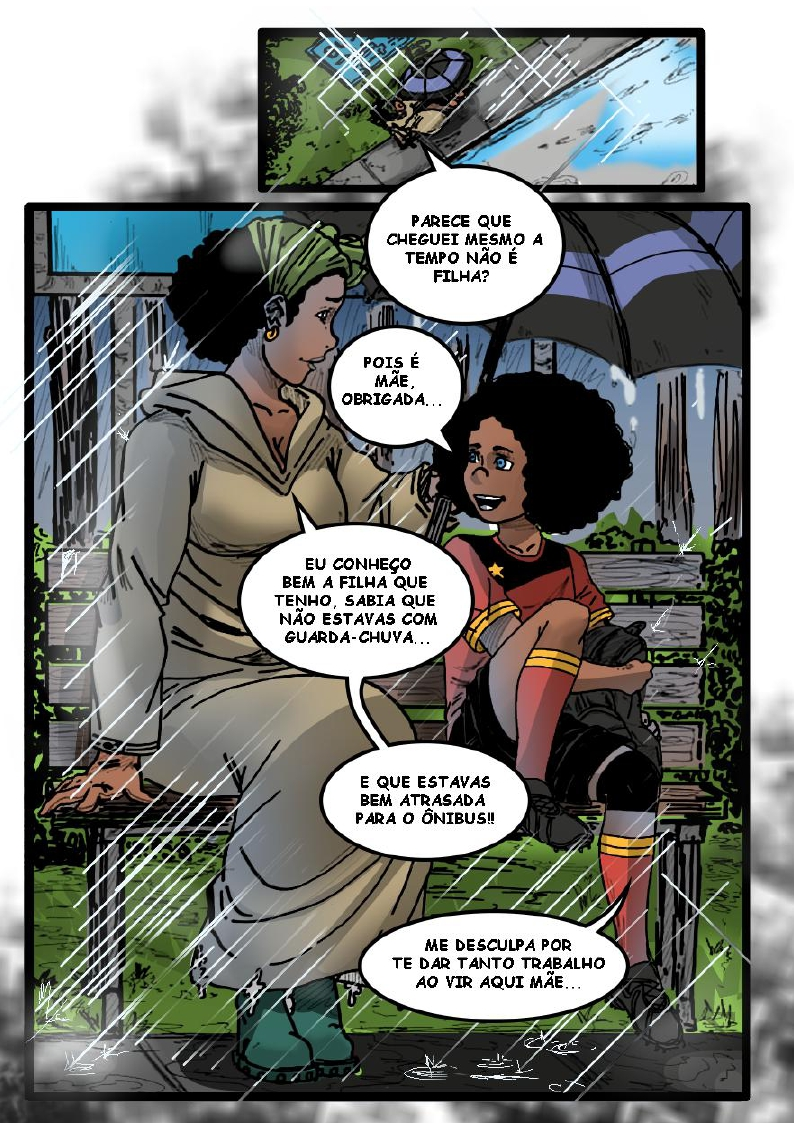 PARECE QUE
CHEGUEI MESMO A
TEMPO NÃO É
FILHA?
POIS É
MÃE,
OBRIGADA...
EU CONHEÇO
BEM A FILHA QUE
TENHO, SABIA QUE
NÃO ESTAVAS COM
GUARDA-CHUVA...
E QUE ESTAVAS
BEM ATRASADA
PARA O ÔNIBUS!!
ME DESCULPA POR
TE DAR TANTO TRABALHO
AO VIR AQUI MÃE...